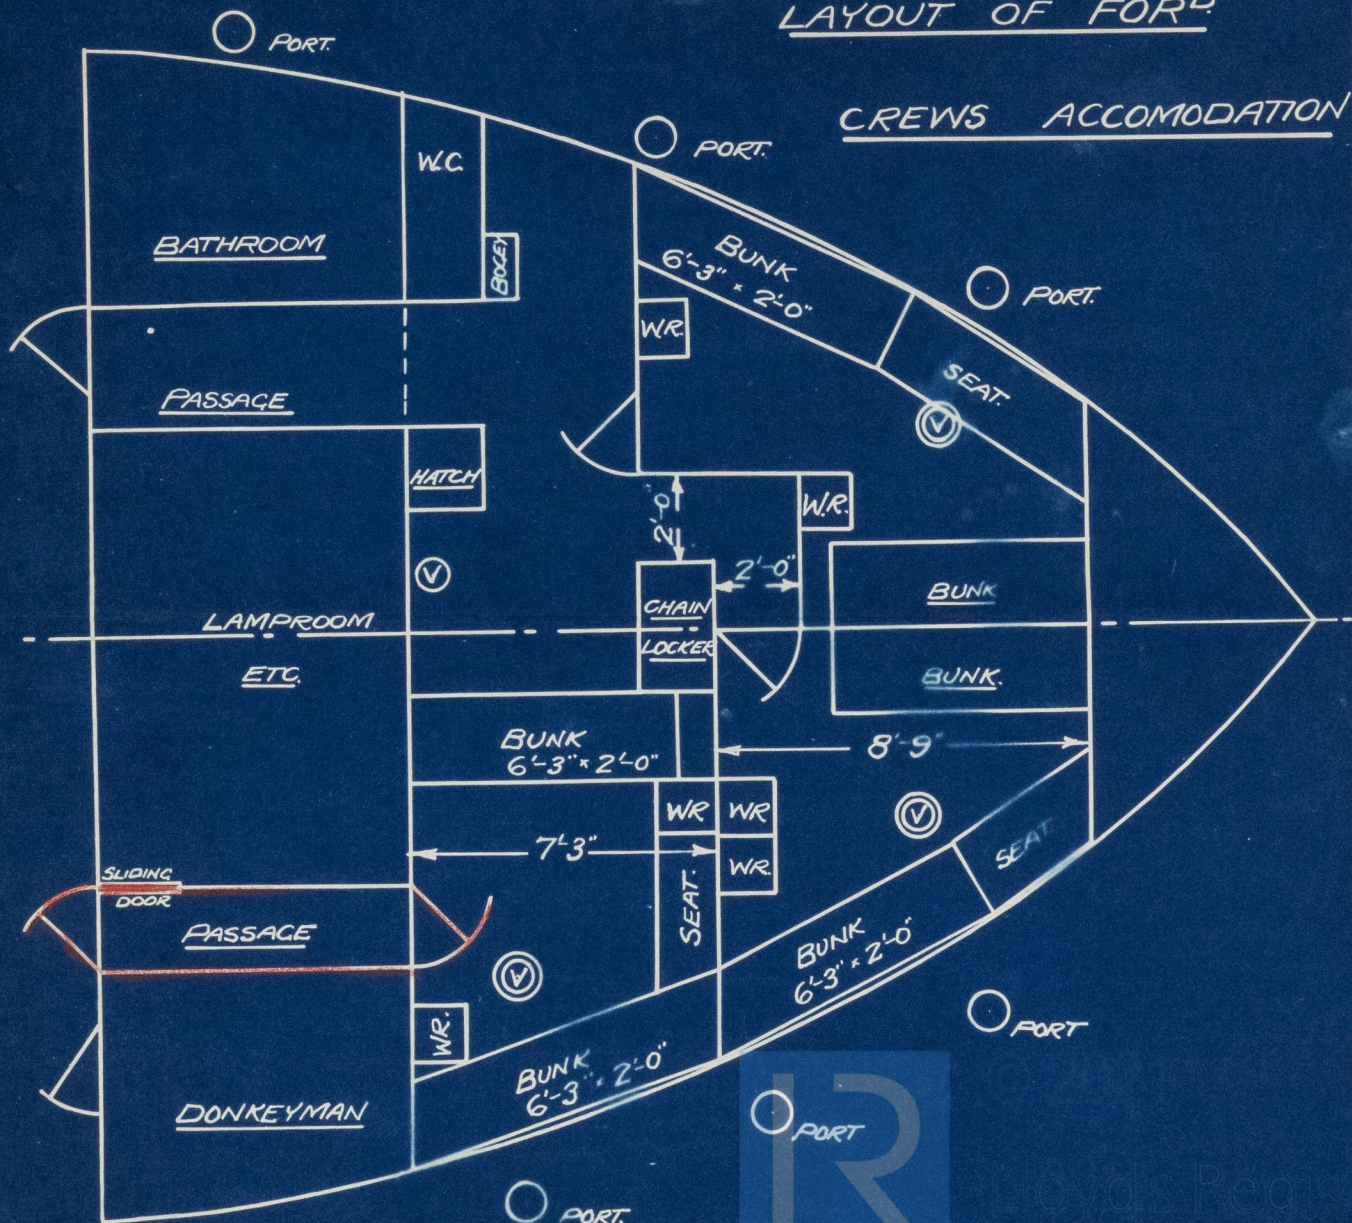 LAYOUT OF FORD.
CREWS ACCOMODATION
PORT.
PORT.
PORT.
W.C.
BATHROOM
BOGEY
BUNK
6'-3" × 2'-0"
W.R.
SEAT.
V
PASSAGE
HATCH
2'-0"
W.R.
V
2'-0"
BUNK
CHAIN
LOCKER
LAMPROOM
ETC.
BUNK.
BUNK
6'-3" × 2'-0"
8'-9"
WR
WR
WR.
V
7'-3"
SEAT
SLIDING
DOOR
PASSAGE
SEAT.
BUNK
6'-3" × 2'-0"
V
WR.
BUNK
6'-3" × 2'-0"
DONKEYMAN
PORT
PORT
PORT.
R
Lloyd's Reg